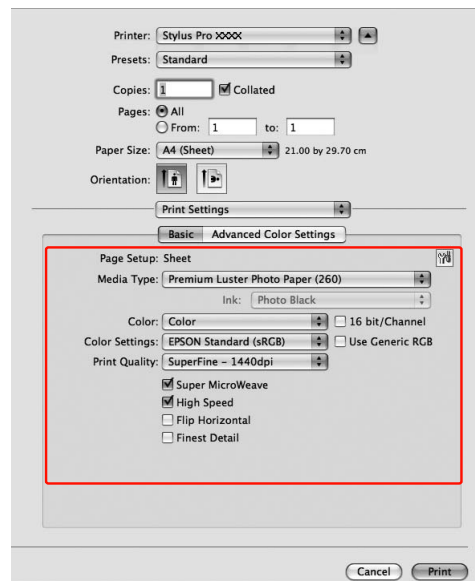 Printer: Stylus Pro XXXX
Presets: Standard
Copies: 1 Collated
Pages: All
From: 1 to: 1
Paper Size: A4 (Sheet) 21.00 by 29.70 cm
Orientation:
Print Settings
Basic Advanced Color Settings
Page Setup: Sheet
Media Type: Premium Luster Photo Paper (260)
Ink: Photo Black
Color: Color 16 bit/Channel
Color Settings: EPSON Standard (sRGB) Use Generic RGB
Print Quality: SuperFine – 1440dpi
Super MicroWeave
High Speed
Flip Horizontal
Finest Detail
Cancel Print